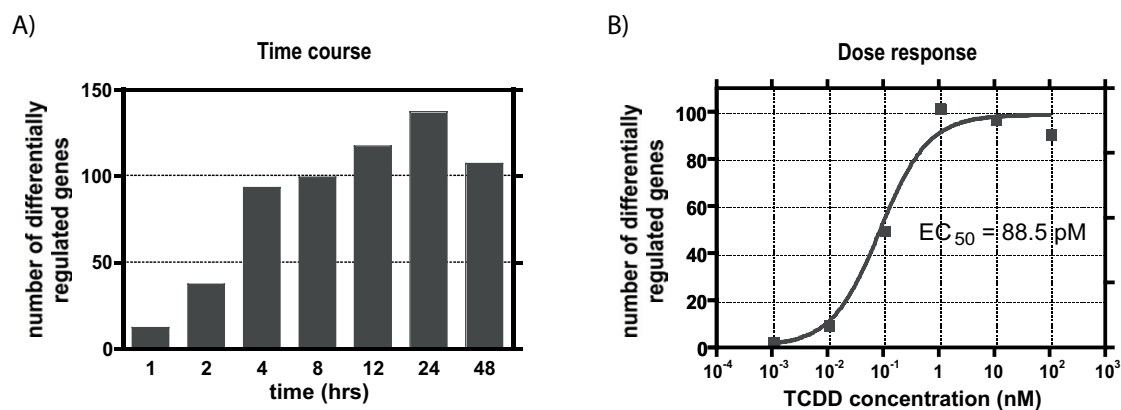 A)
Time course
number of differentially
regulated genes
150
100
50
0
1 2 4 8 12 24 48
time (hrs)
B)
Dose response
number of differentially
regulated genes
100
80
60
40
20
0
EC50 = 88.5 pM
10-4 10-3 10-2 10-1 1 10 102 103
TCDD concentration (nM)